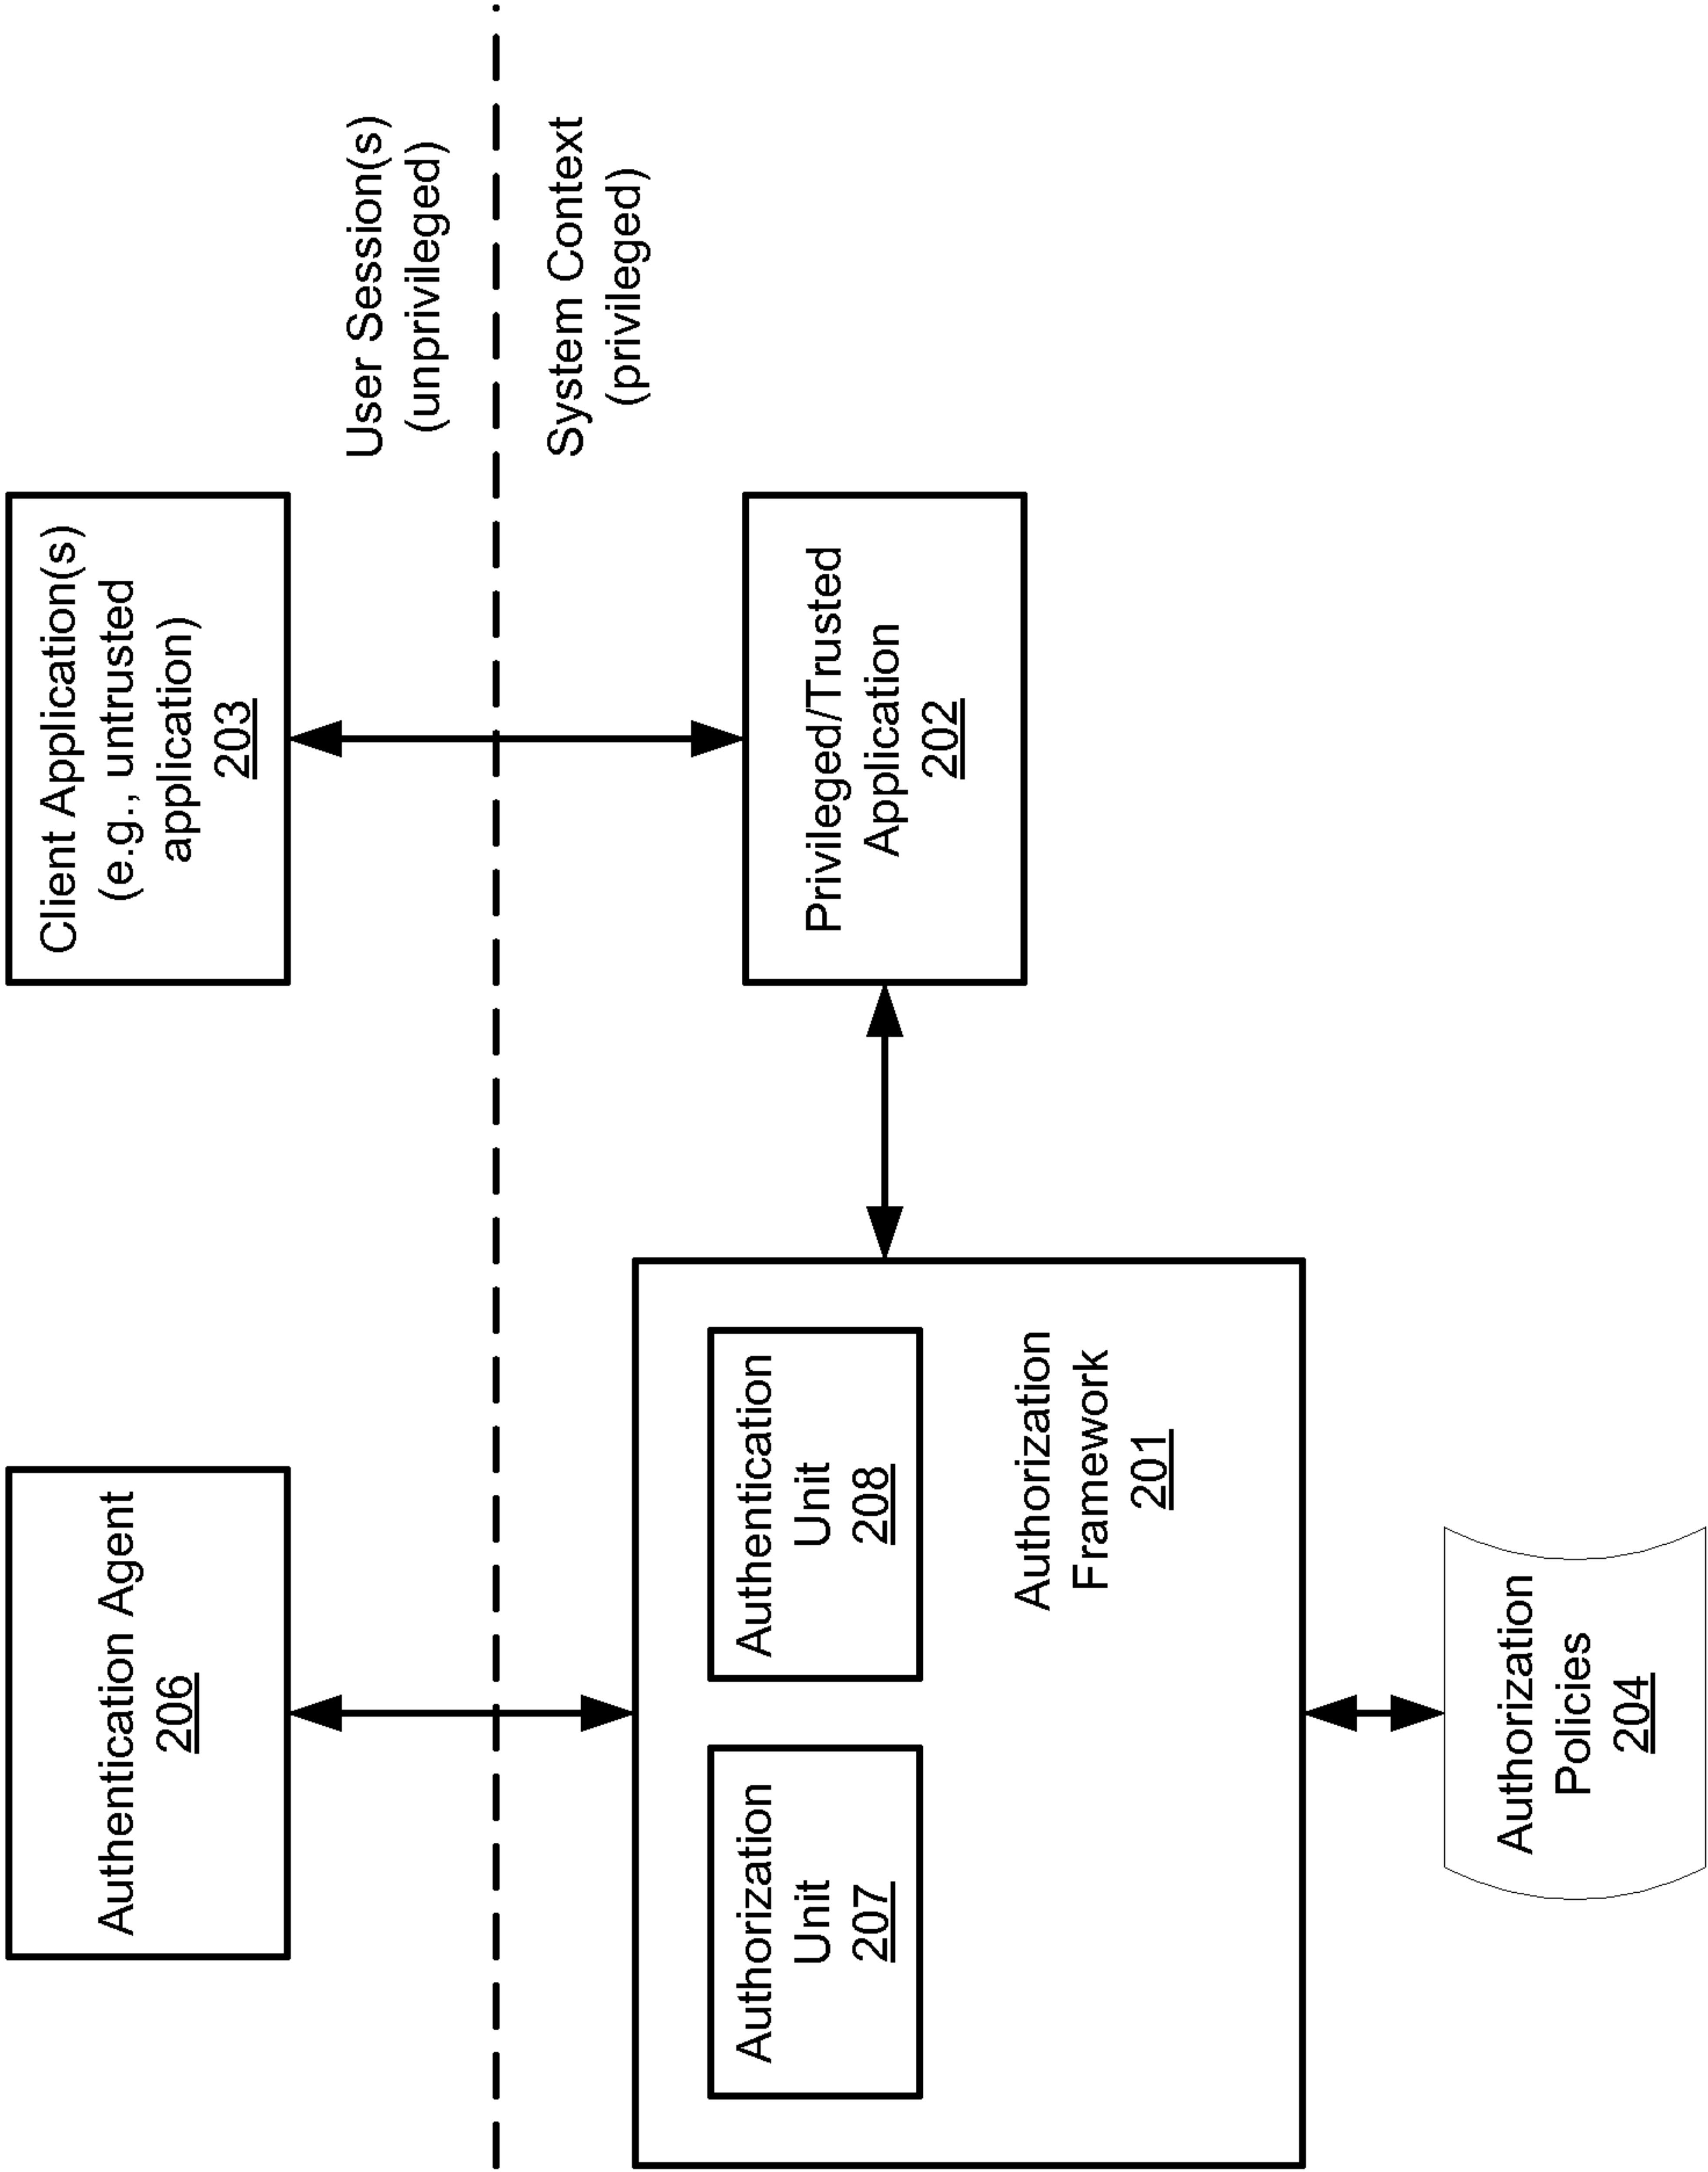 Authentication Agent
206
Client Application(s)
(e.g., untrusted
application)
203
User Session(s)
(unprivileged)
System Context
(privileged)
Authorization
Unit
207
Authentication
Unit
208
Authorization
Framework
201
Privileged/Trusted
Application
202
Authorization
Policies
204